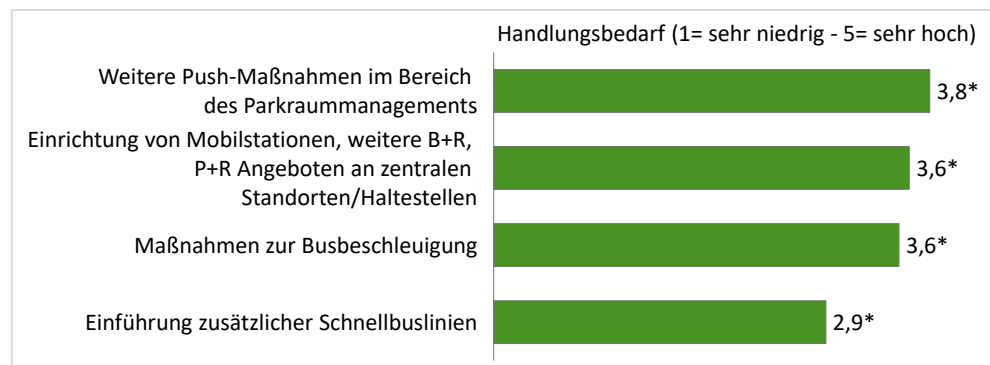 Handlungsbedarf (1= sehr niedrig - 5= sehr hoch)
Weitere Push-Maßnahmen im Bereich
des Parkraummanagements
3,8*
Einrichtung von Mobilstationen, weitere B+R,
P+R Angeboten an zentralen
Standorten/Haltestellen
3,6*
Maßnahmen zur Busbeschleuigung
3,6*
Einführung zusätzlicher Schnellbuslinien
2,9*